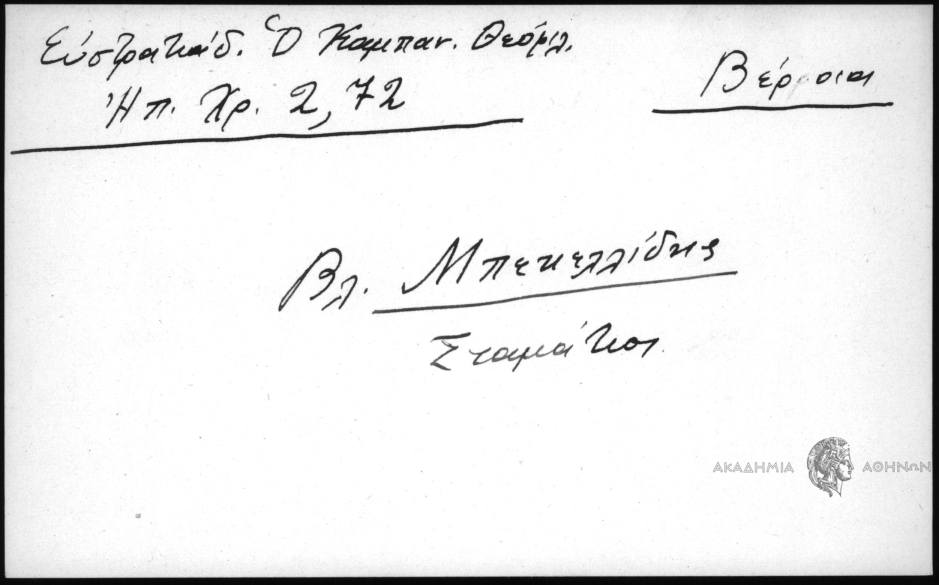 Εὐστρατιάδ. Ὁ Καμπαν. Θεόφιλ.
Ἠπ. Χρ. 2, 72
Βέρροια
Βλ. Μπεκελλίδης
Σταμάτιος
ΑΚΑΔΗΜΙΑ ΑΘΗΝΩΝ